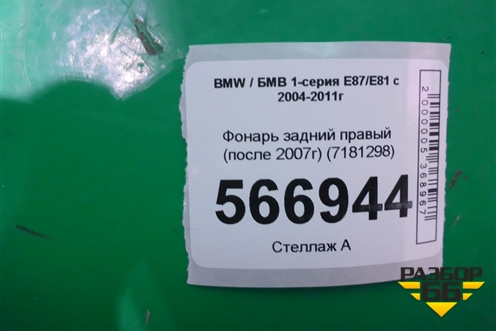 BMW / БМВ 1-серия E87/E81 с
2004-2011г
Фонарь задний правый
(после 2007г) (7181298)
566944
Стеллаж А
2000005368967
РАЗБОР
66